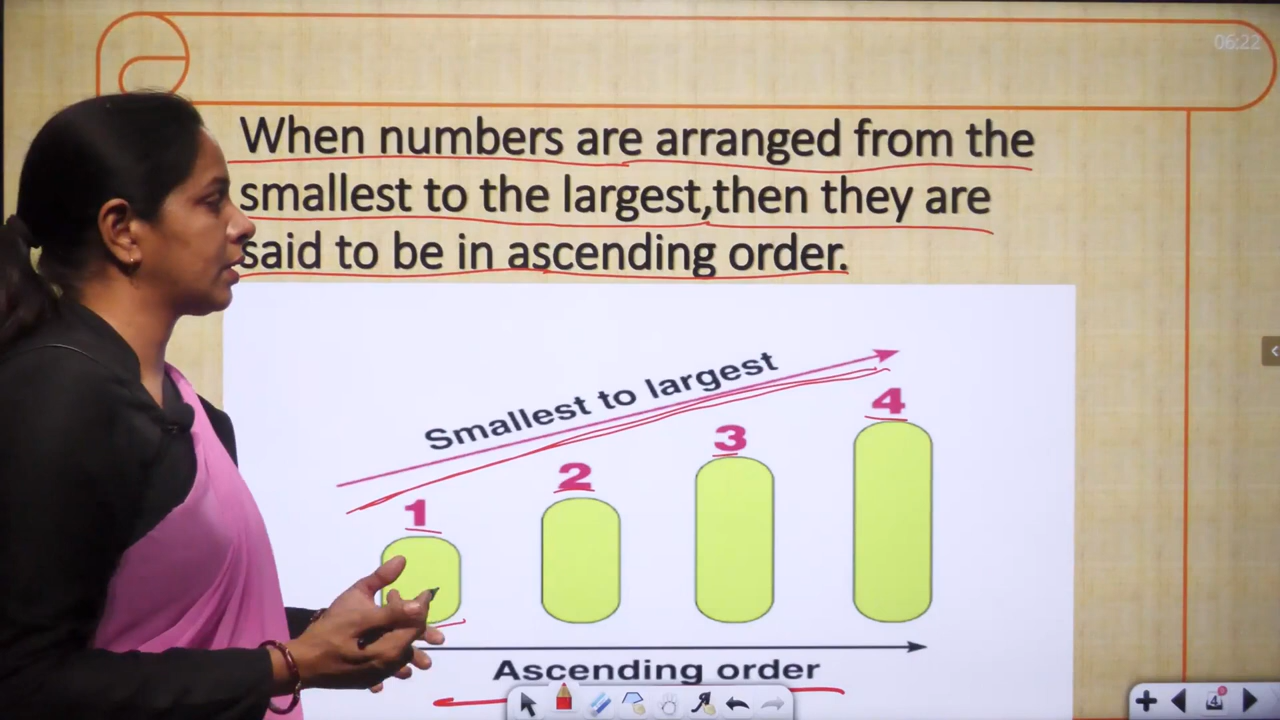 06:22
When numbers are arranged from the
smallest to the largest,then they are
said to be in ascending order.
Smallest to largest
1 2 3 4
Ascending order
4